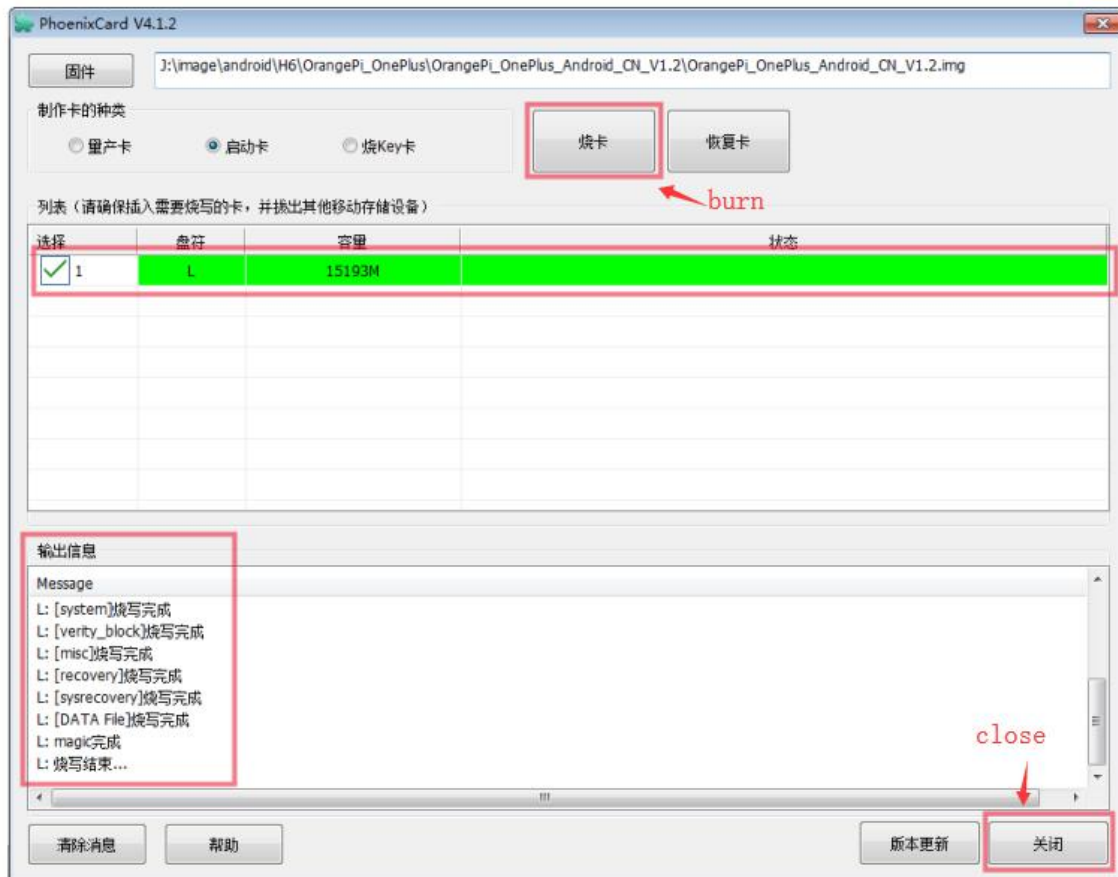 PhoenixCard V4.1.2
固件
J:\image\android\H6\OrangePi_OnePlus\OrangePi_OnePlus_Android_CN_V1.2\OrangePi_OnePlus_Android_CN_V1.2.img
制作卡的种类
量产卡 启动卡 烧Key卡
烧卡 恢复卡
burn
列表（请确保插入需要烧写的卡，并拔出其他移动存储设备）
选择 盘符 容量 状态
1 L 15193M
输出信息
Message
L: [system]烧写完成
L: [verity_block]烧写完成
L: [misc]烧写完成
L: [recovery]烧写完成
L: [sysrecovery]烧写完成
L: [DATA File]烧写完成
L: magic完成
L: 烧写结束...
close
清除消息 帮助 版本更新 关闭